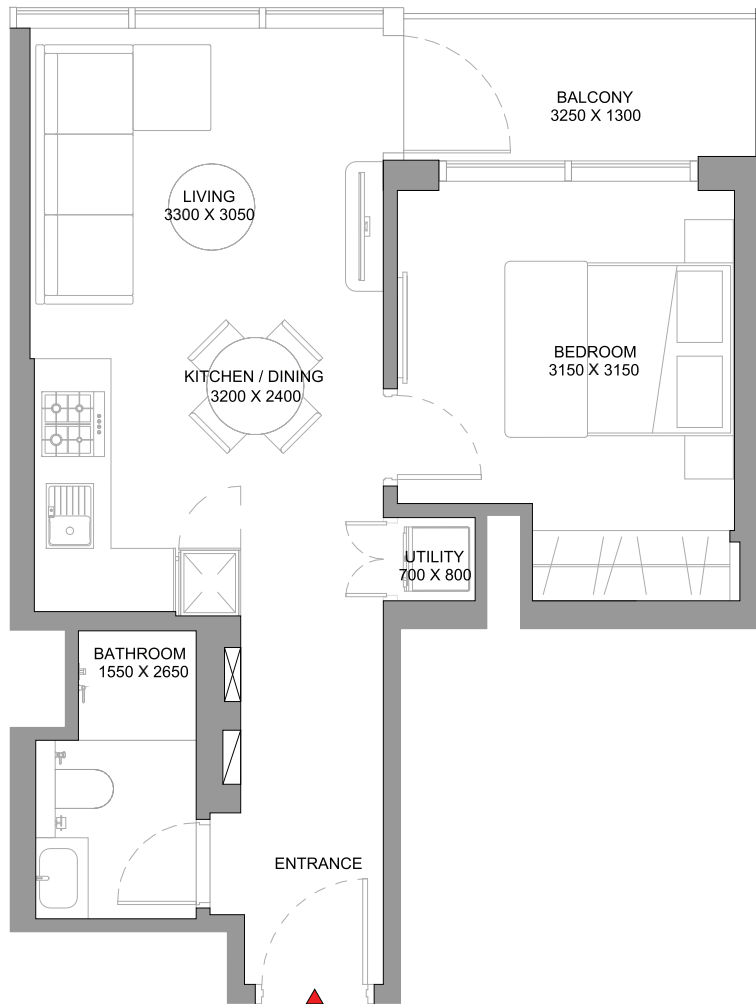 BALCONY
3250 X 1300
LIVING
3300 X 3050
BEDROOM
3150 X 3150
KITCHEN / DINING
3200 X 2400
UTILITY
700 X 800
BATHROOM
1550 X 2650
ENTRANCE